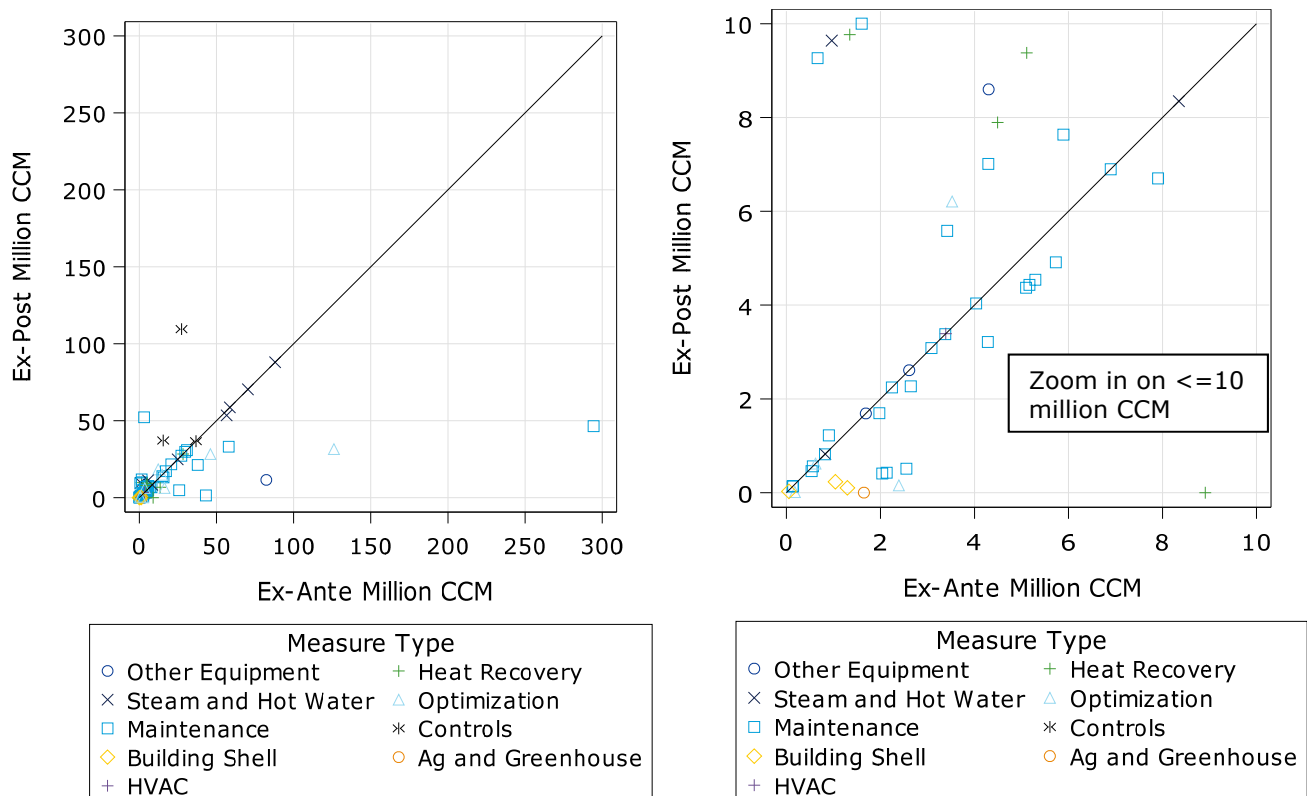 300
250
200
150
100
50
0
Ex-Post Million CCM
0 50 100 150 200 250 300
Ex-Ante Million CCM
Measure Type
Other Equipment Heat Recovery
Steam and Hot Water Optimization
Maintenance Controls
Building Shell Ag and Greenhouse
HVAC
10
8
6
4
2
0
Ex-Post Million CCM
Zoom in on <=10
million CCM
0 2 4 6 8 10
Ex-Ante Million CCM
Measure Type
Other Equipment Heat Recovery
Steam and Hot Water Optimization
Maintenance Controls
Building Shell Ag and Greenhouse
HVAC